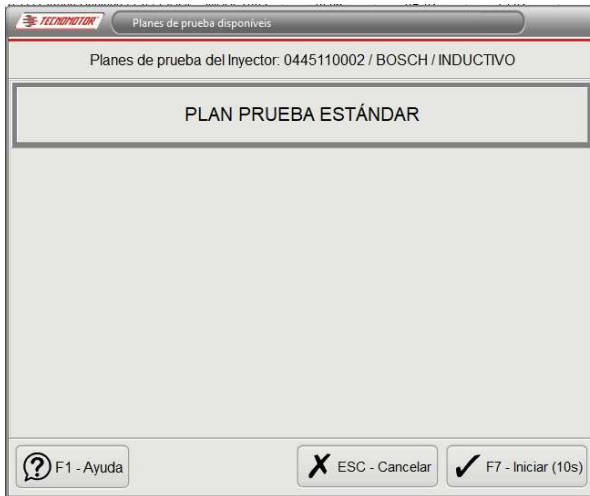 TECNOMOTOR
Planes de prueba disponíveis
Planes de prueba del Inyector: 0445110002 / BOSCH / INDUCTIVO
PLAN PRUEBA ESTÁNDAR
F1 - Ayuda
ESC - Cancelar
F7 - Iniciar (10s)